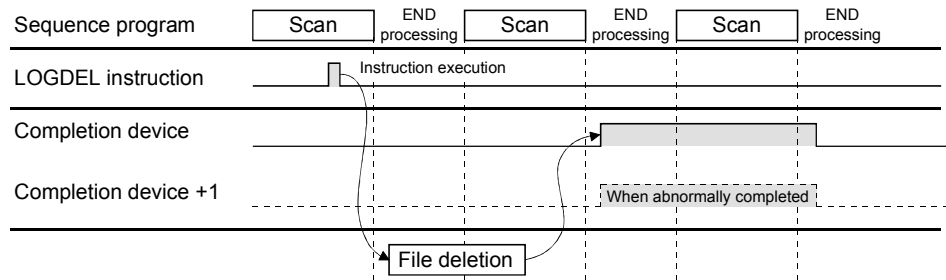 Sequence program
Scan
END
processing
Scan
END
processing
Scan
END
processing
LOGDEL instruction
Instruction execution
Completion device
Completion device +1
When abnormally completed
File deletion